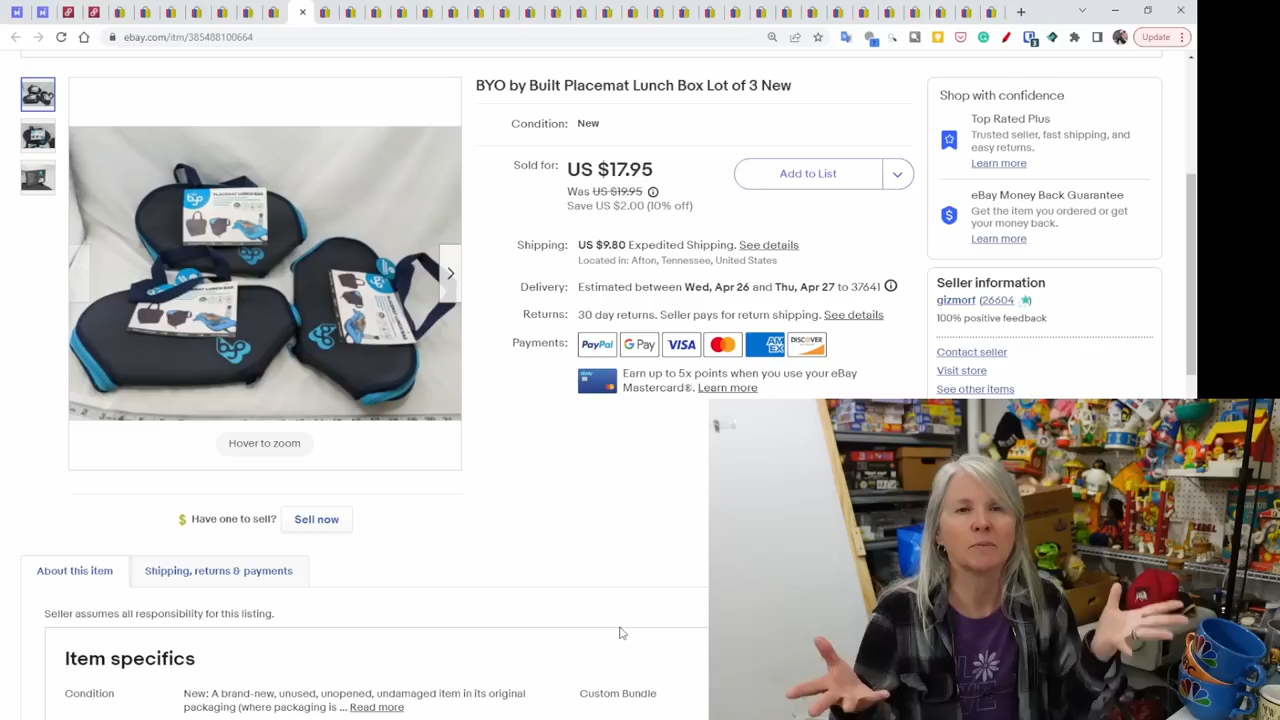 ebay.com/itm/385488100664
Update
BYO by Built Placemat Lunch Box Lot of 3 New
Condition:
New
Sold for:
US $17.95
Was US $19.95
Save US $2.00 (10% off)
Add to List
Shipping:
US $9.80 Expedited Shipping. See details
Located in: Afton, Tennessee, United States
Delivery:
Estimated between Wed, Apr 26 and Thu, Apr 27 to 37641
Returns:
30 day returns. Seller pays for return shipping. See details
Payments:
PayPal
G Pay
VISA
AMEX
DISCOVER
ebay
Earn up to 5x points when you use your eBay
Mastercard®. Learn more
Shop with confidence
Top Rated Plus
Trusted seller, fast shipping, and
easy returns.
Learn more
eBay Money Back Guarantee
Get the item you ordered or get
your money back.
Learn more
Seller information
gizmorf (26604)
100% positive feedback
Contact seller
Visit store
See other items
byo
PLACEMAT LUNCH BAG
Hover to zoom
Have one to sell?
Sell now
About this item
Shipping, returns & payments
Seller assumes all responsibility for this listing.
Item specifics
Condition
New: A brand-new, unused, unopened, undamaged item in its original
packaging (where packaging is ... Read more
Custom Bundle
NBC